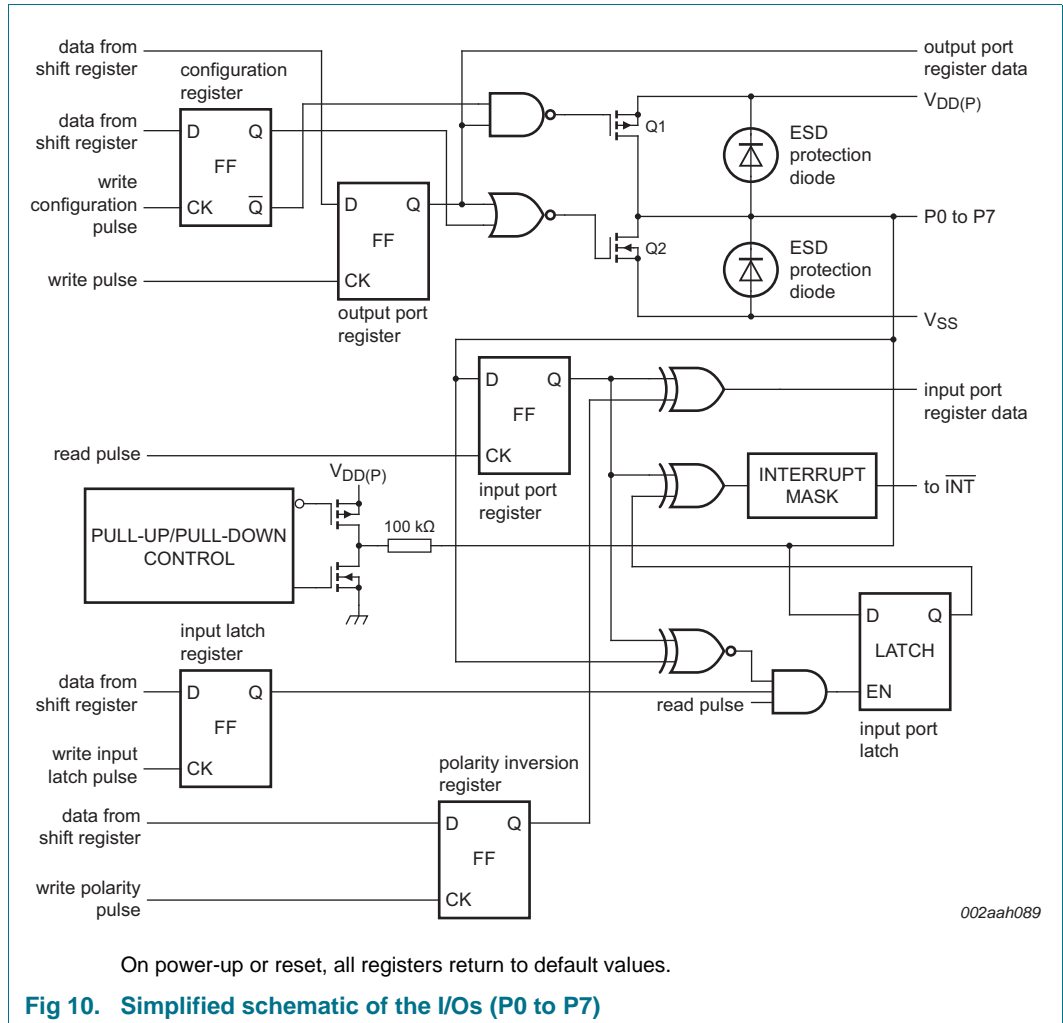 data from
shift register
configuration
register
data from
shift register
write
configuration
pulse
D Q
FF
CK Q̅
D Q
FF
CK
write pulse
output port
register
output port
register data
VDD(P)
Q1
ESD
protection
diode
P0 to P7
Q2
ESD
protection
diode
VSS
D Q
FF
CK
read pulse
input port
register
input port
register data
INTERRUPT
MASK
to I̅N̅T̅
VDD(P)
PULL-UP/PULL-DOWN
CONTROL
100 kΩ
D Q
LATCH
EN
input port
latch
read pulse
input latch
register
data from
shift register
D Q
FF
CK
write input
latch pulse
polarity inversion
register
data from
shift register
D Q
FF
CK
write polarity
pulse
002aah089
On power-up or reset, all registers return to default values.
Fig 10. Simplified schematic of the I/Os (P0 to P7)